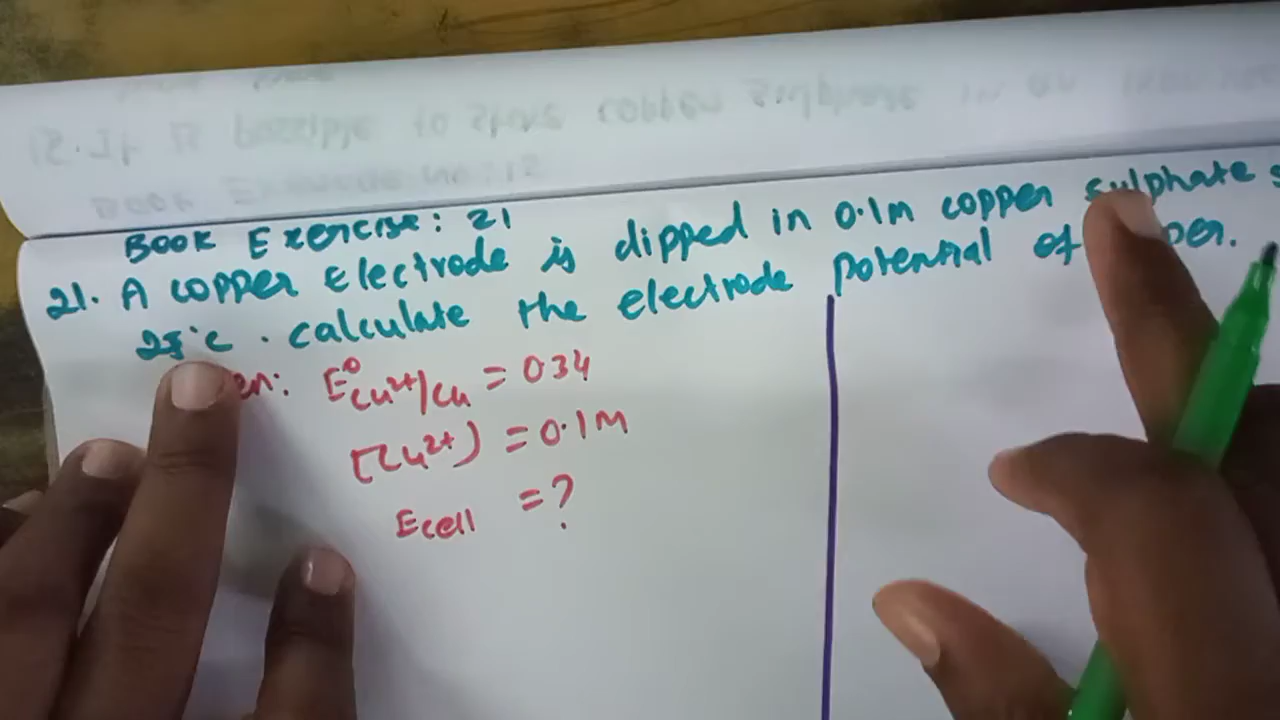 Book Exercise: 21
21. A copper Electrode is dipped in 0.1M copper sulphate
25°C. calculate the electrode potential of
E°Cu²⁺/Cu = 0.34
[Cu²⁺) = 0.1M
Ecell = ?